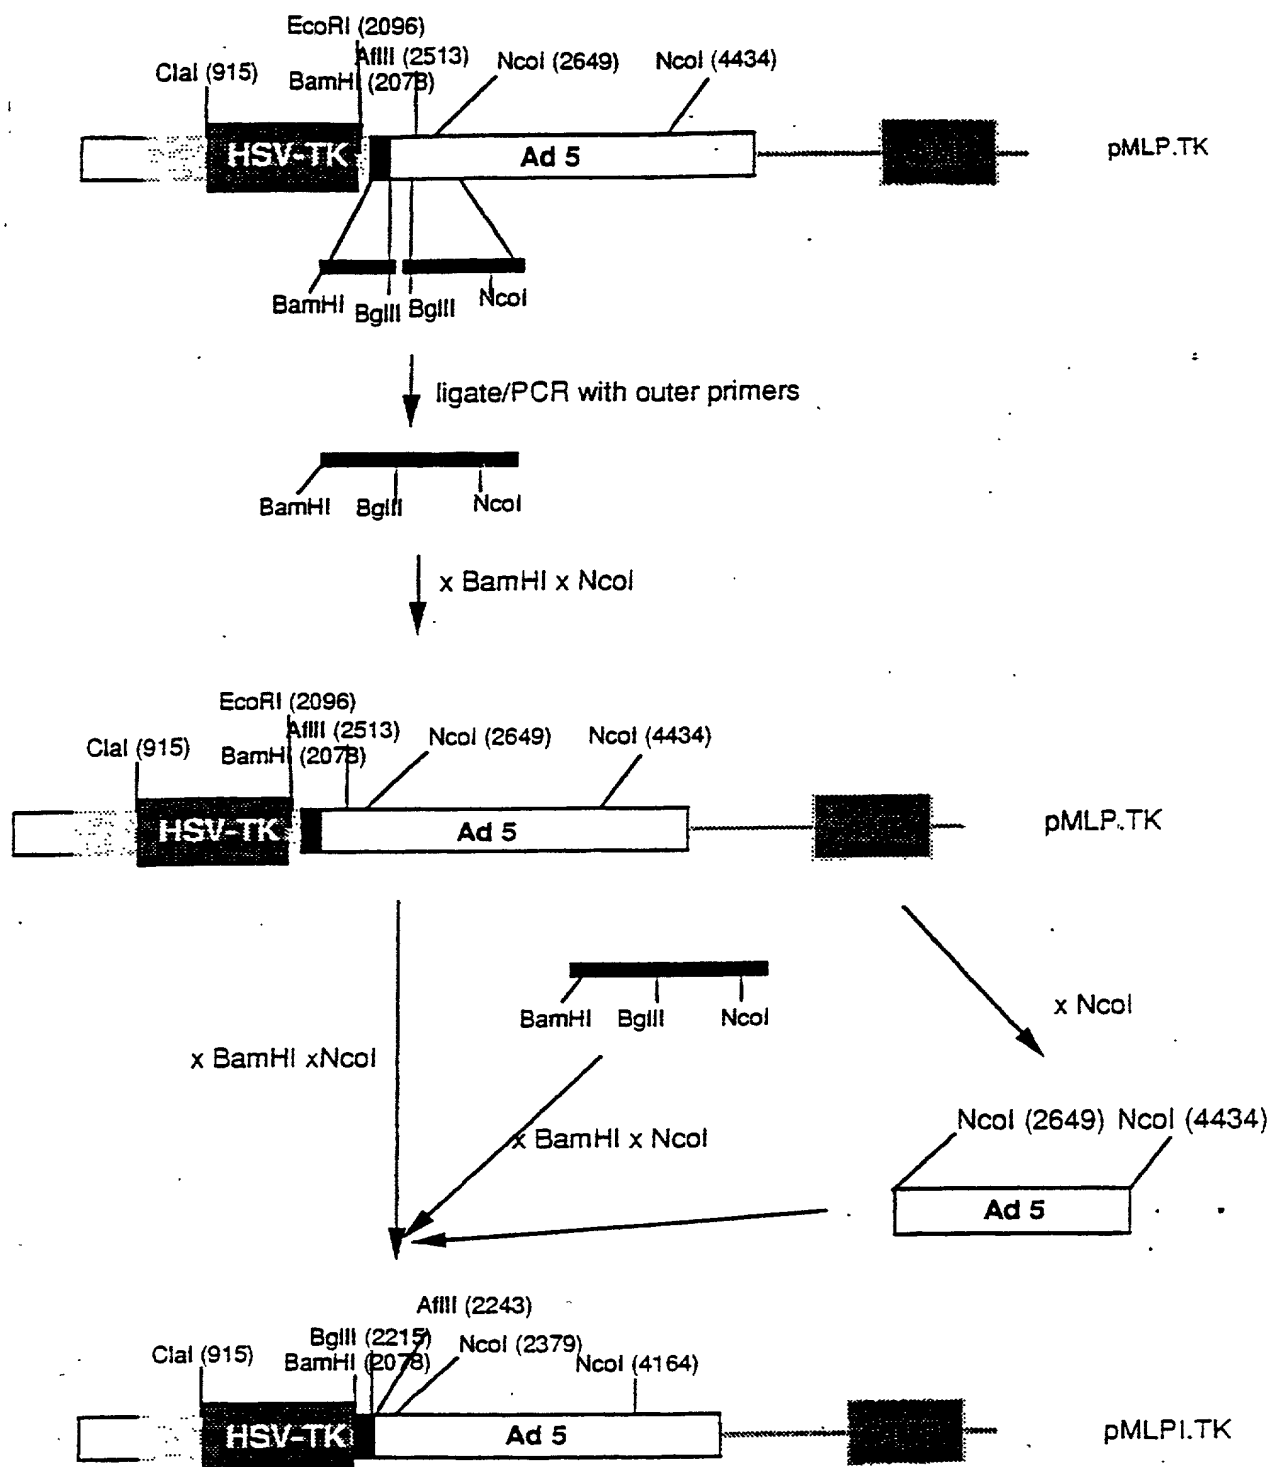 EcoRI (2096)
AflII (2513)
ClaI (915)
BamHI (2078)
NcoI (2649)
NcoI (4434)
HSV-TK
Ad 5
pMLP.TK
BamHI
BglII
BglII
NcoI
ligate/PCR with outer primers
BamHI
BglII
NcoI
x BamHI x NcoI
EcoRI (2096)
AflII (2513)
ClaI (915)
BamHI (2078)
NcoI (2649)
NcoI (4434)
HSV-TK
Ad 5
pMLP.TK
BamHI
BglII
NcoI
x NcoI
x BamHI xNcoI
x BamHI x NcoI
NcoI (2649) NcoI (4434)
Ad 5
AflII (2243)
BglII (2215)
NcoI (2379)
ClaI (915)
BamHI (2078)
NcoI (4164)
HSV-TK
Ad 5
pMLPI.TK